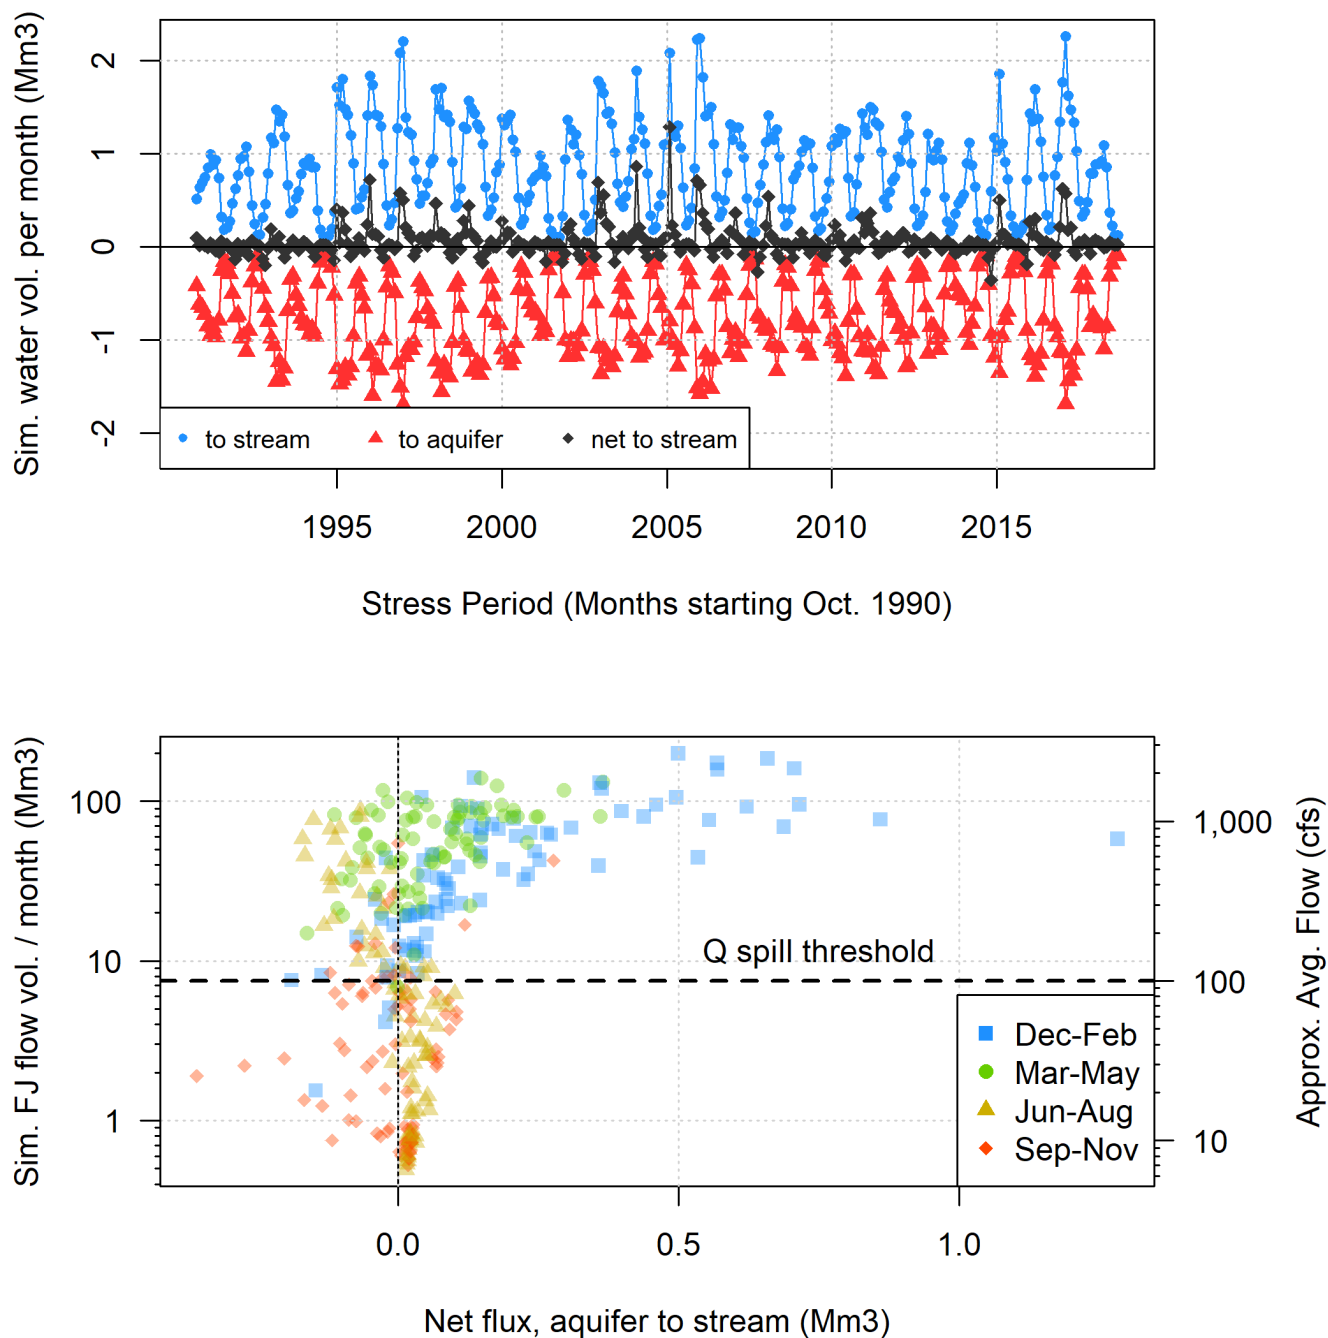 Sim. water vol. per month (Mm3)
2
1
0
-1
-2
to stream
to aquifer
net to stream
1995
2000
2005
2010
2015
Stress Period (Months starting Oct. 1990)
Sim. FJ flow vol. / month (Mm3)
100
10
1
Q spill threshold
Dec-Feb
Mar-May
Jun-Aug
Sep-Nov
1,000
100
10
Approx. Avg. Flow (cfs)
0.0
0.5
1.0
Net flux, aquifer to stream (Mm3)